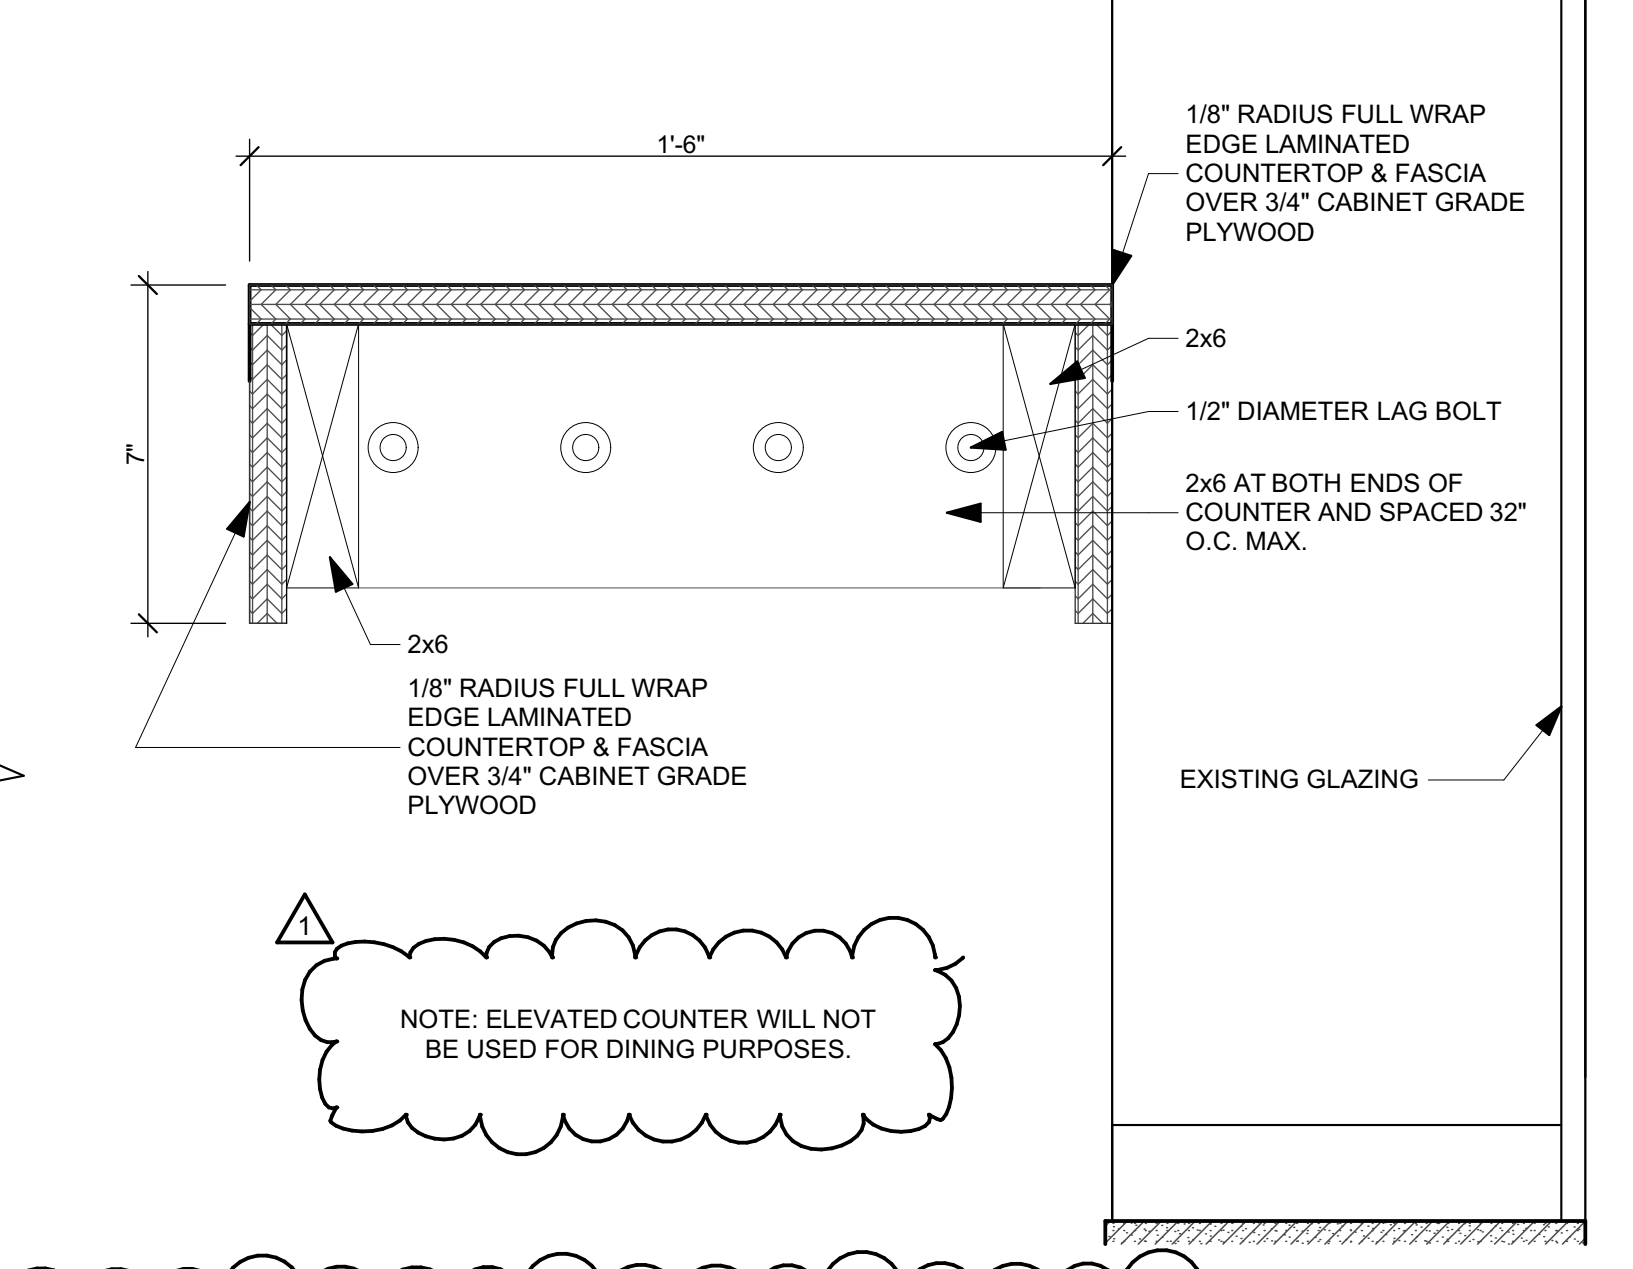 1'-6"
1/8" RADIUS FULL WRAP
EDGE LAMINATED
COUNTERTOP & FASCIA
OVER 3/4" CABINET GRADE
PLYWOOD
2x6
1/2" DIAMETER LAG BOLT
7"
2x6 AT BOTH ENDS OF
COUNTER AND SPACED 32"
O.C. MAX.
2x6
1/8" RADIUS FULL WRAP
EDGE LAMINATED
COUNTERTOP & FASCIA
OVER 3/4" CABINET GRADE
PLYWOOD
EXISTING GLAZING
1
NOTE: ELEVATED COUNTER WILL NOT
BE USED FOR DINING PURPOSES.